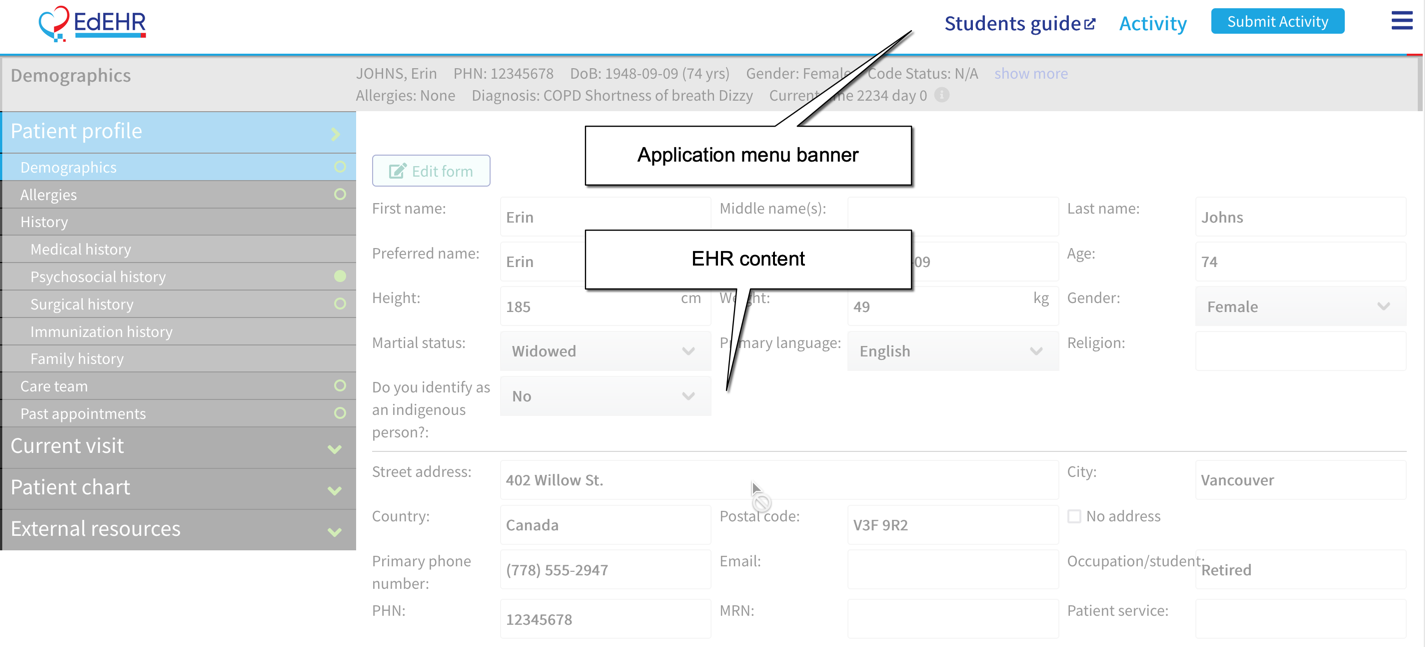 EdEHR
Students guide
Activity
Submit Activity
Demographics
JOHNS, Erin PHN: 12345678 DoB: 1948-09-09 (74 yrs) Gender: Female Code Status: N/A show more
Allergies: None Diagnosis: COPD Shortness of breath Dizzy Current me 2234 day 0
Patient profile
Demographics
Allergies
History
Medical history
Psychosocial history
Surgical history
Immunization history
Family history
Care team
Past appointments
Current visit
Patient chart
External resources
Application menu banner
EHR content
Edit form
First name: Erin Middle name(s): Last name: Johns
Preferred name: Erin 09 Age: 74
Height: 185 cm Weight: 49 kg Gender: Female
Martial status: Widowed Primary language: English Religion:
Do you identify as
an indigenous
person?: No
Street address: 402 Willow St. City: Vancouver
Country: Canada Postal code: V3F 9R2 No address
Primary phone
number: (778) 555-2947 Email: Occupation/student: Retired
PHN: 12345678 MRN: Patient service: